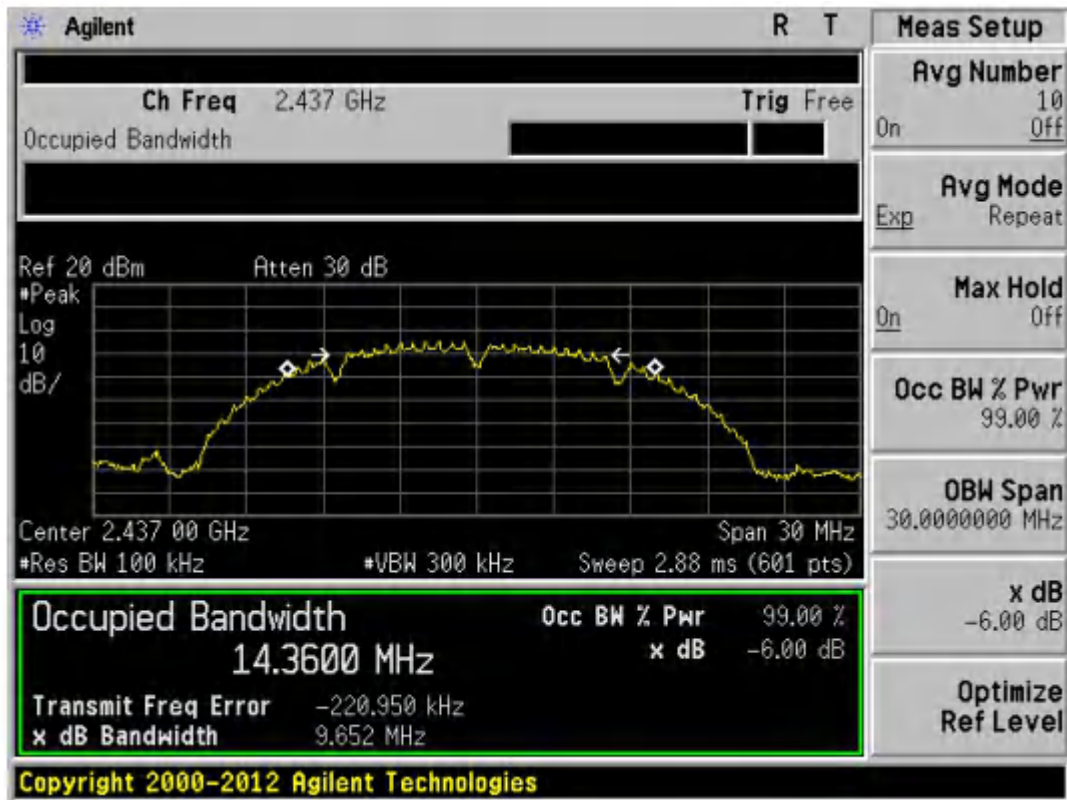 Agilent R T
Ch Freq 2.437 GHz Trig Free
Occupied Bandwidth
Ref 20 dBm Atten 30 dB
#Peak
Log
10
dB/
Center 2.437 00 GHz Span 30 MHz
#Res BW 100 kHz #VBW 300 kHz Sweep 2.88 ms (601 pts)
Occupied Bandwidth Occ BW % Pwr 99.00 %
14.3600 MHz x dB -6.00 dB
Transmit Freq Error -220.950 kHz
x dB Bandwidth 9.652 MHz
Copyright 2000-2012 Agilent Technologies
Meas Setup
Avg Number
10
On Off
Avg Mode
Exp Repeat
Max Hold
On Off
Occ BW % Pwr
99.00 %
OBW Span
30.0000000 MHz
x dB
-6.00 dB
Optimize
Ref Level